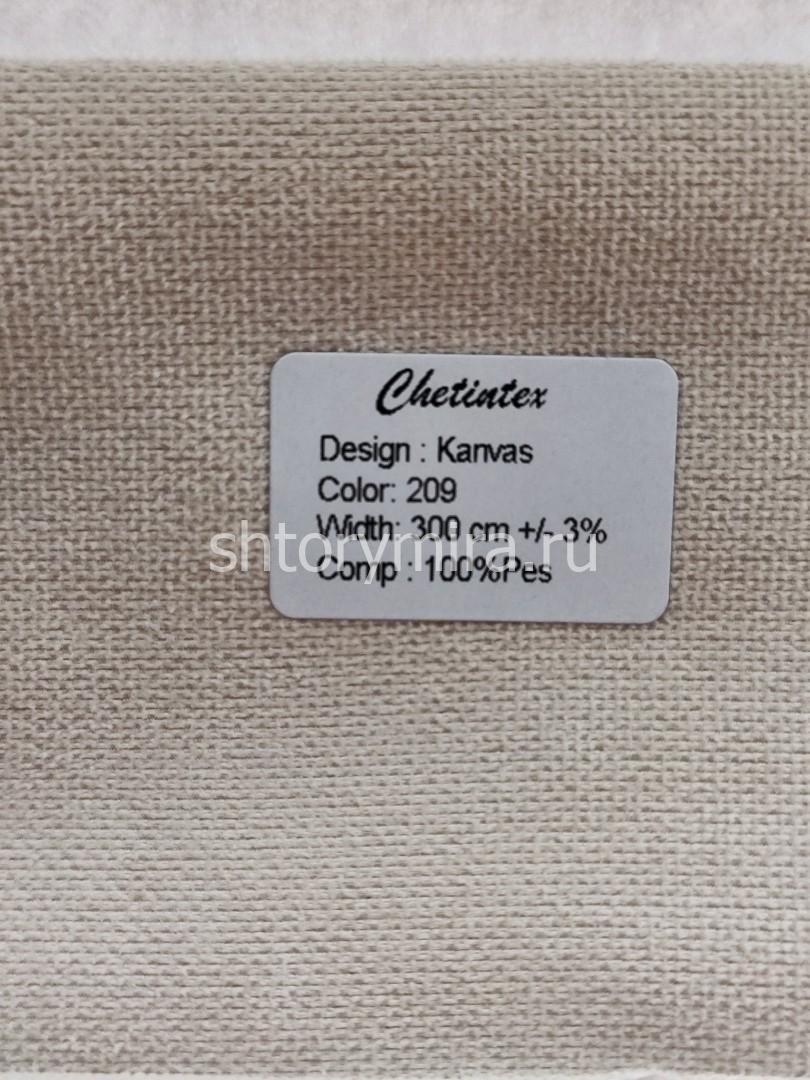 Chetintex
Design : Kanvas
Color: 209
Width: 300 cm +/- 3%
shtorymira.ru
Comp : 100%Pes